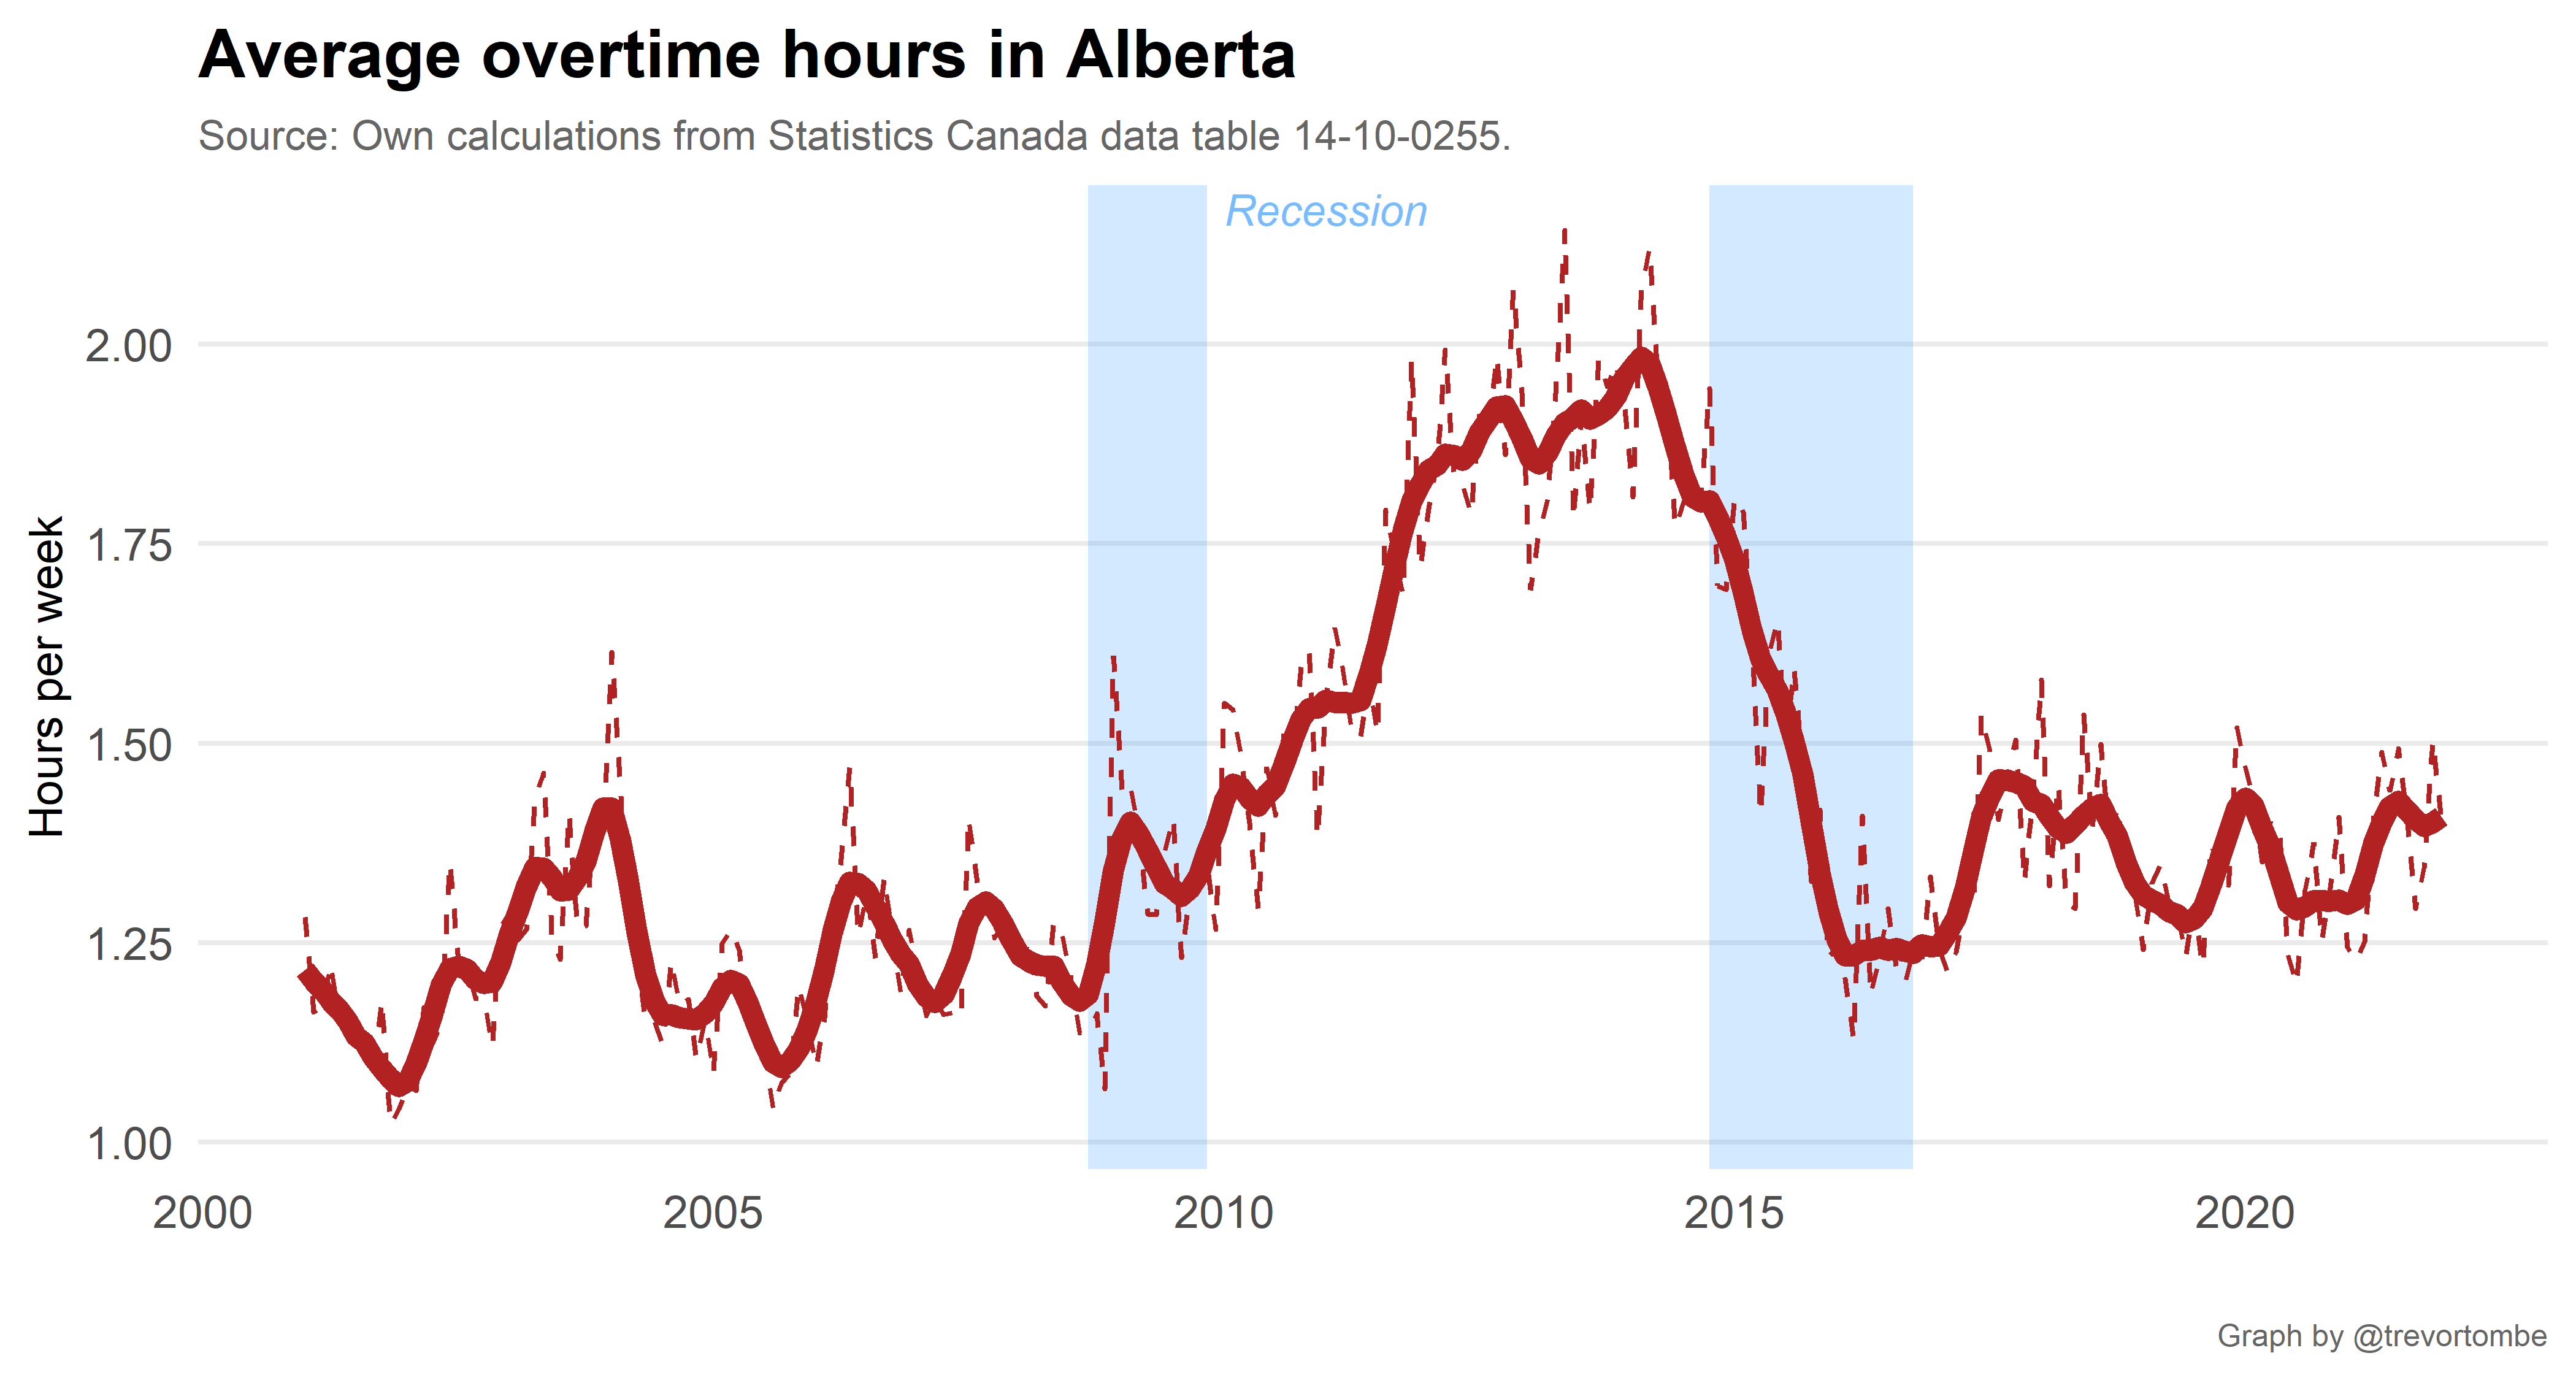 Average overtime hours in Alberta
Source: Own calculations from Statistics Canada data table 14-10-0255.
Recession
Hours per week
2.00
1.75
1.50
1.25
1.00
2000
2005
2010
2015
2020
Graph by @trevortombe